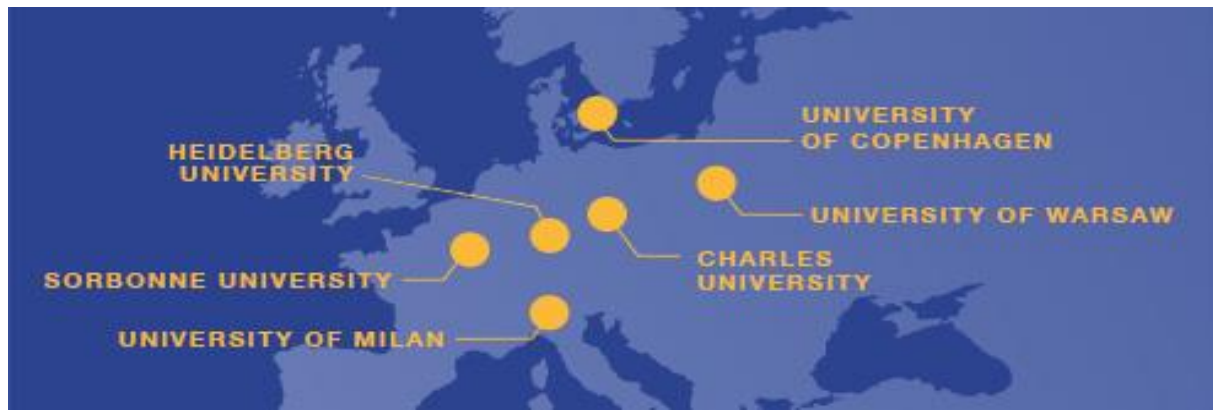 UNIVERSITY
OF COPENHAGEN
HEIDELBERG
UNIVERSITY
UNIVERSITY OF WARSAW
CHARLES
UNIVERSITY
SORBONNE UNIVERSITY
UNIVERSITY OF MILAN